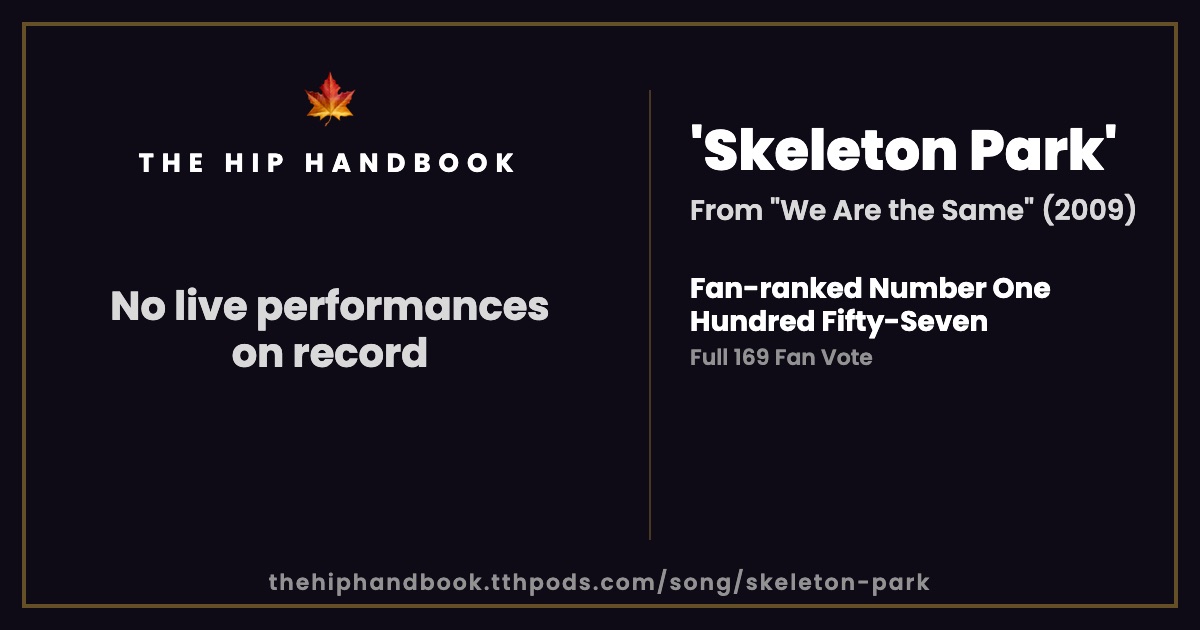 THE HIP HANDBOOK
No live performances
on record
'Skeleton Park'
From "We Are the Same" (2009)
Fan-ranked Number One
Hundred Fifty-Seven
Full 169 Fan Vote
thehiphandbook.tthpods.com/song/skeleton-park